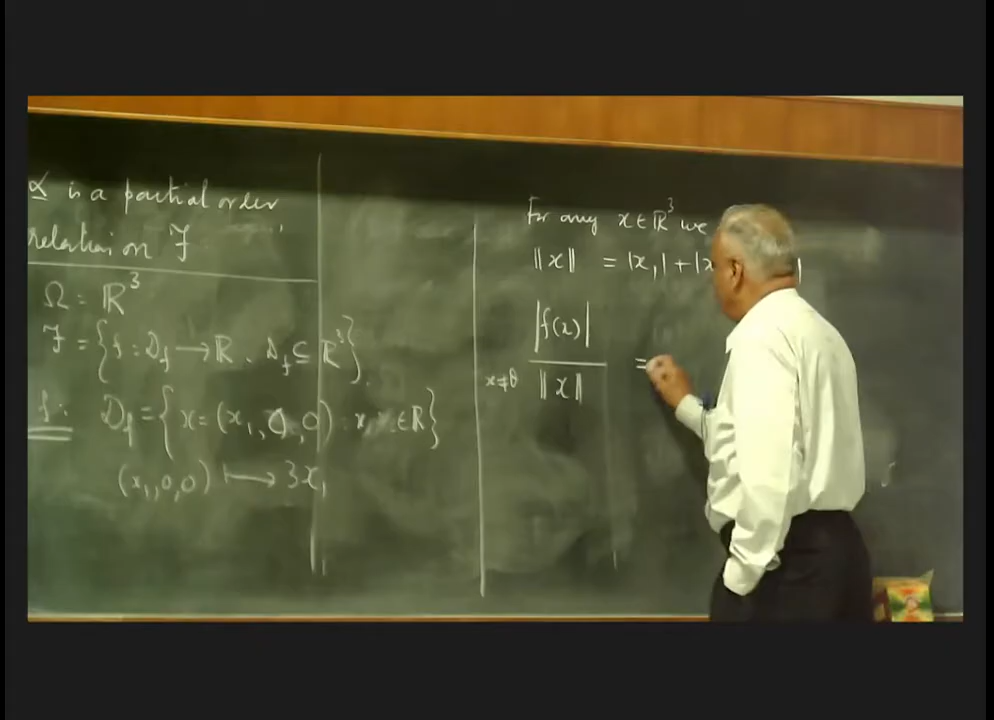 ⊴ is a partial order
relation on ℱ
Ω = ℝ³
ℱ = { f : D_f → ℝ . D_f ⊆ ℝ³ }.
f : D_f = { x = (x₁, 0, 0) : x₁ ∈ ℝ }
(x₁, 0, 0) ↦ 3x₁
For any x ∈ ℝ³ we
‖x‖ = |x₁| + |x |
|f(x)|
x≠θ ‖x‖ =